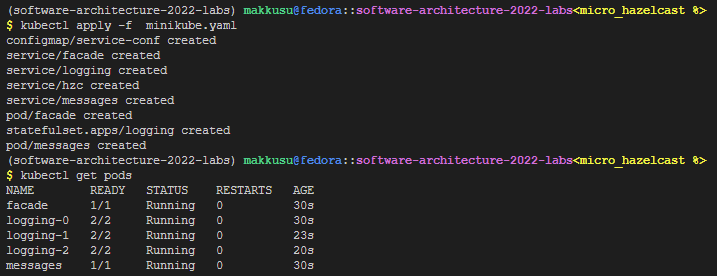 (software-architecture-2022-labs) makkusu@fedora::software-architecture-2022-labs<micro_hazelcast %>
$ kubectl apply -f  minikube.yaml
configmap/service-conf created
service/facade created
service/logging created
service/hzc created
service/messages created
pod/facade created
statefulset.apps/logging created
pod/messages created
(software-architecture-2022-labs) makkusu@fedora::software-architecture-2022-labs<micro_hazelcast %>
$ kubectl get pods
NAME        READY   STATUS    RESTARTS   AGE
facade      1/1     Running   0          30s
logging-0   2/2     Running   0          30s
logging-1   2/2     Running   0          23s
logging-2   2/2     Running   0          20s
messages    1/1     Running   0          30s